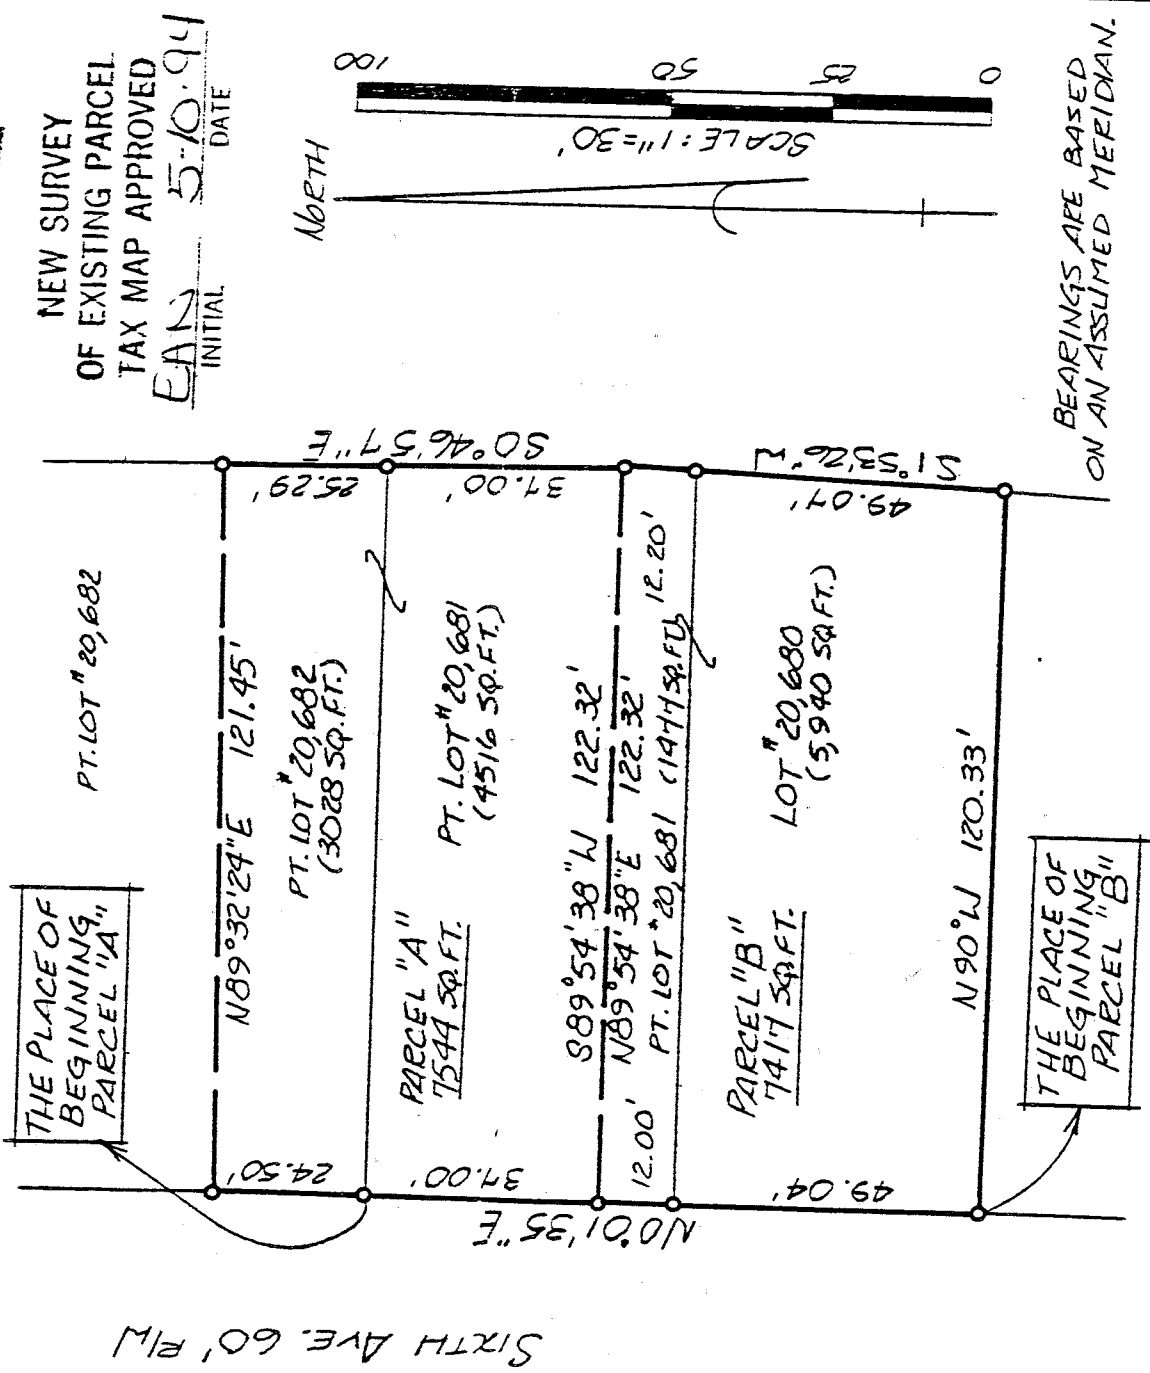 NEW SURVEY
OF EXISTING PARCEL
TAX MAP APPROVED
EAN 5-10-94
INITIAL DATE
NORTH
100 50 25 0
SCALE: 1"=30'
BEARINGS ARE BASED
ON AN ASSUMED MERIDIAN.
PT. LOT # 20,682
S0°46'57"E
25.29'
37.00'
S1°53'26"W
49.07'
12.20'
THE PLACE OF
BEGINNING
PARCEL "A"
N89°32'24"E 121.45'
PT. LOT # 20,682
(3028 SQ.FT.)
PT. LOT # 20,681
(4516 SQ.FT.)
PARCEL "A"
7544 SQ.FT.
S89°54'38"W 122.32'
N89°54'38"E 122.32'
PT. LOT # 20,681 (1477 SQ.FT.)
LOT # 20,680
(5,940 SQ.FT.)
PARCEL "B"
7417 SQ.FT.
N90°W 120.33'
THE PLACE OF
BEGINNING
PARCEL "B"
24.50'
37.00'
12.00'
49.04'
N0°01'35"E
SIXTH AVE. 60' R/W